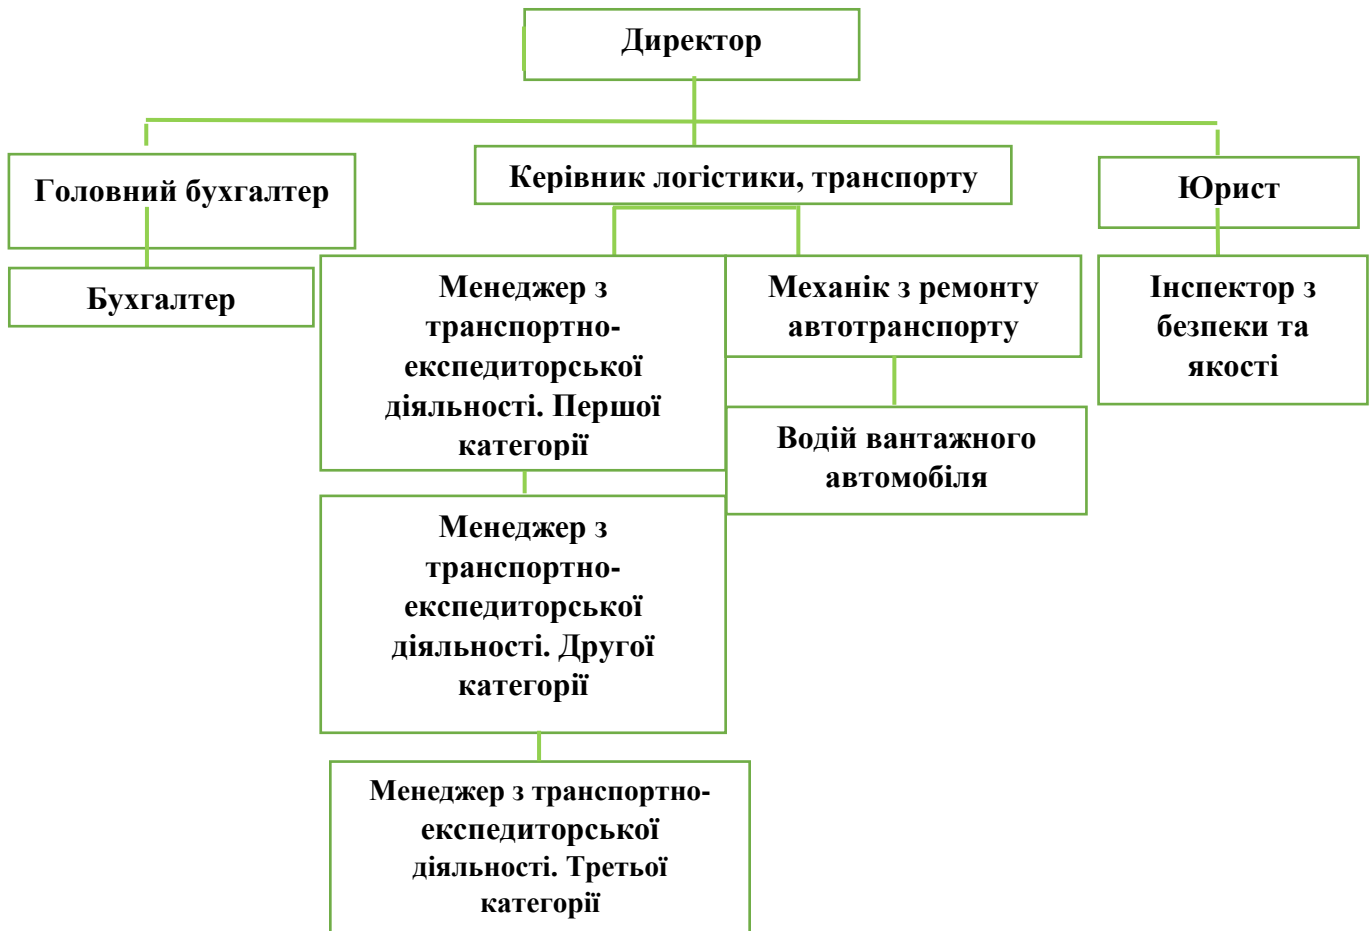 Директор
Головний бухгалтер
Керівник логістики, транспорту
Юрист
Бухгалтер
Менеджер з
транспортно-
експедиторської
діяльності. Першої
категорії
Механік з ремонту
автотранспорту
Інспектор з
безпеки та
якості
Водій вантажного
автомобіля
Менеджер з
транспортно-
експедиторської
діяльності. Другої
категорії
Менеджер з транспортно-
експедиторської
діяльності. Третьої
категорії